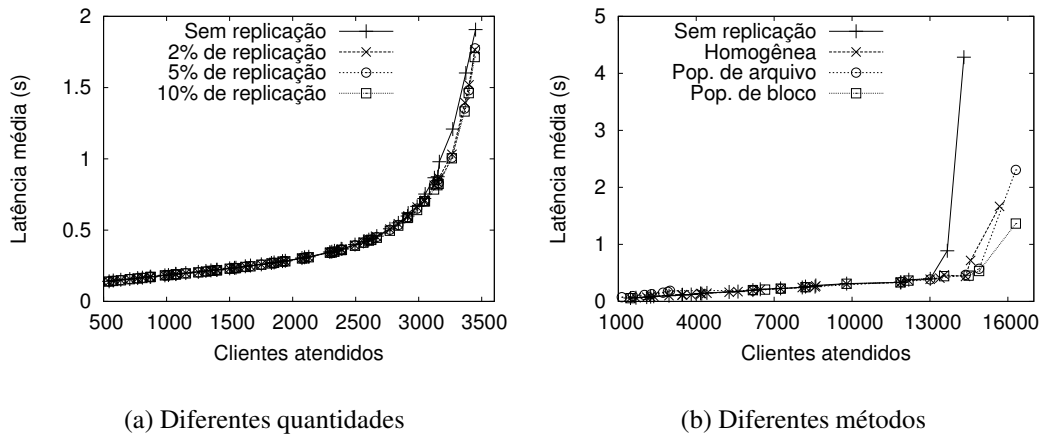 2
1.5
1
0.5
0
500 1000 1500 2000 2500 3000 3500
Latência média (s)
Clientes atendidos
Sem replicação
2% de replicação
5% de replicação
10% de replicação
(a) Diferentes quantidades
5
4
3
2
1
0
1000 4000 7000 10000 13000 16000
Latência média (s)
Clientes atendidos
Sem replicação
Homogênea
Pop. de arquivo
Pop. de bloco
(b) Diferentes métodos